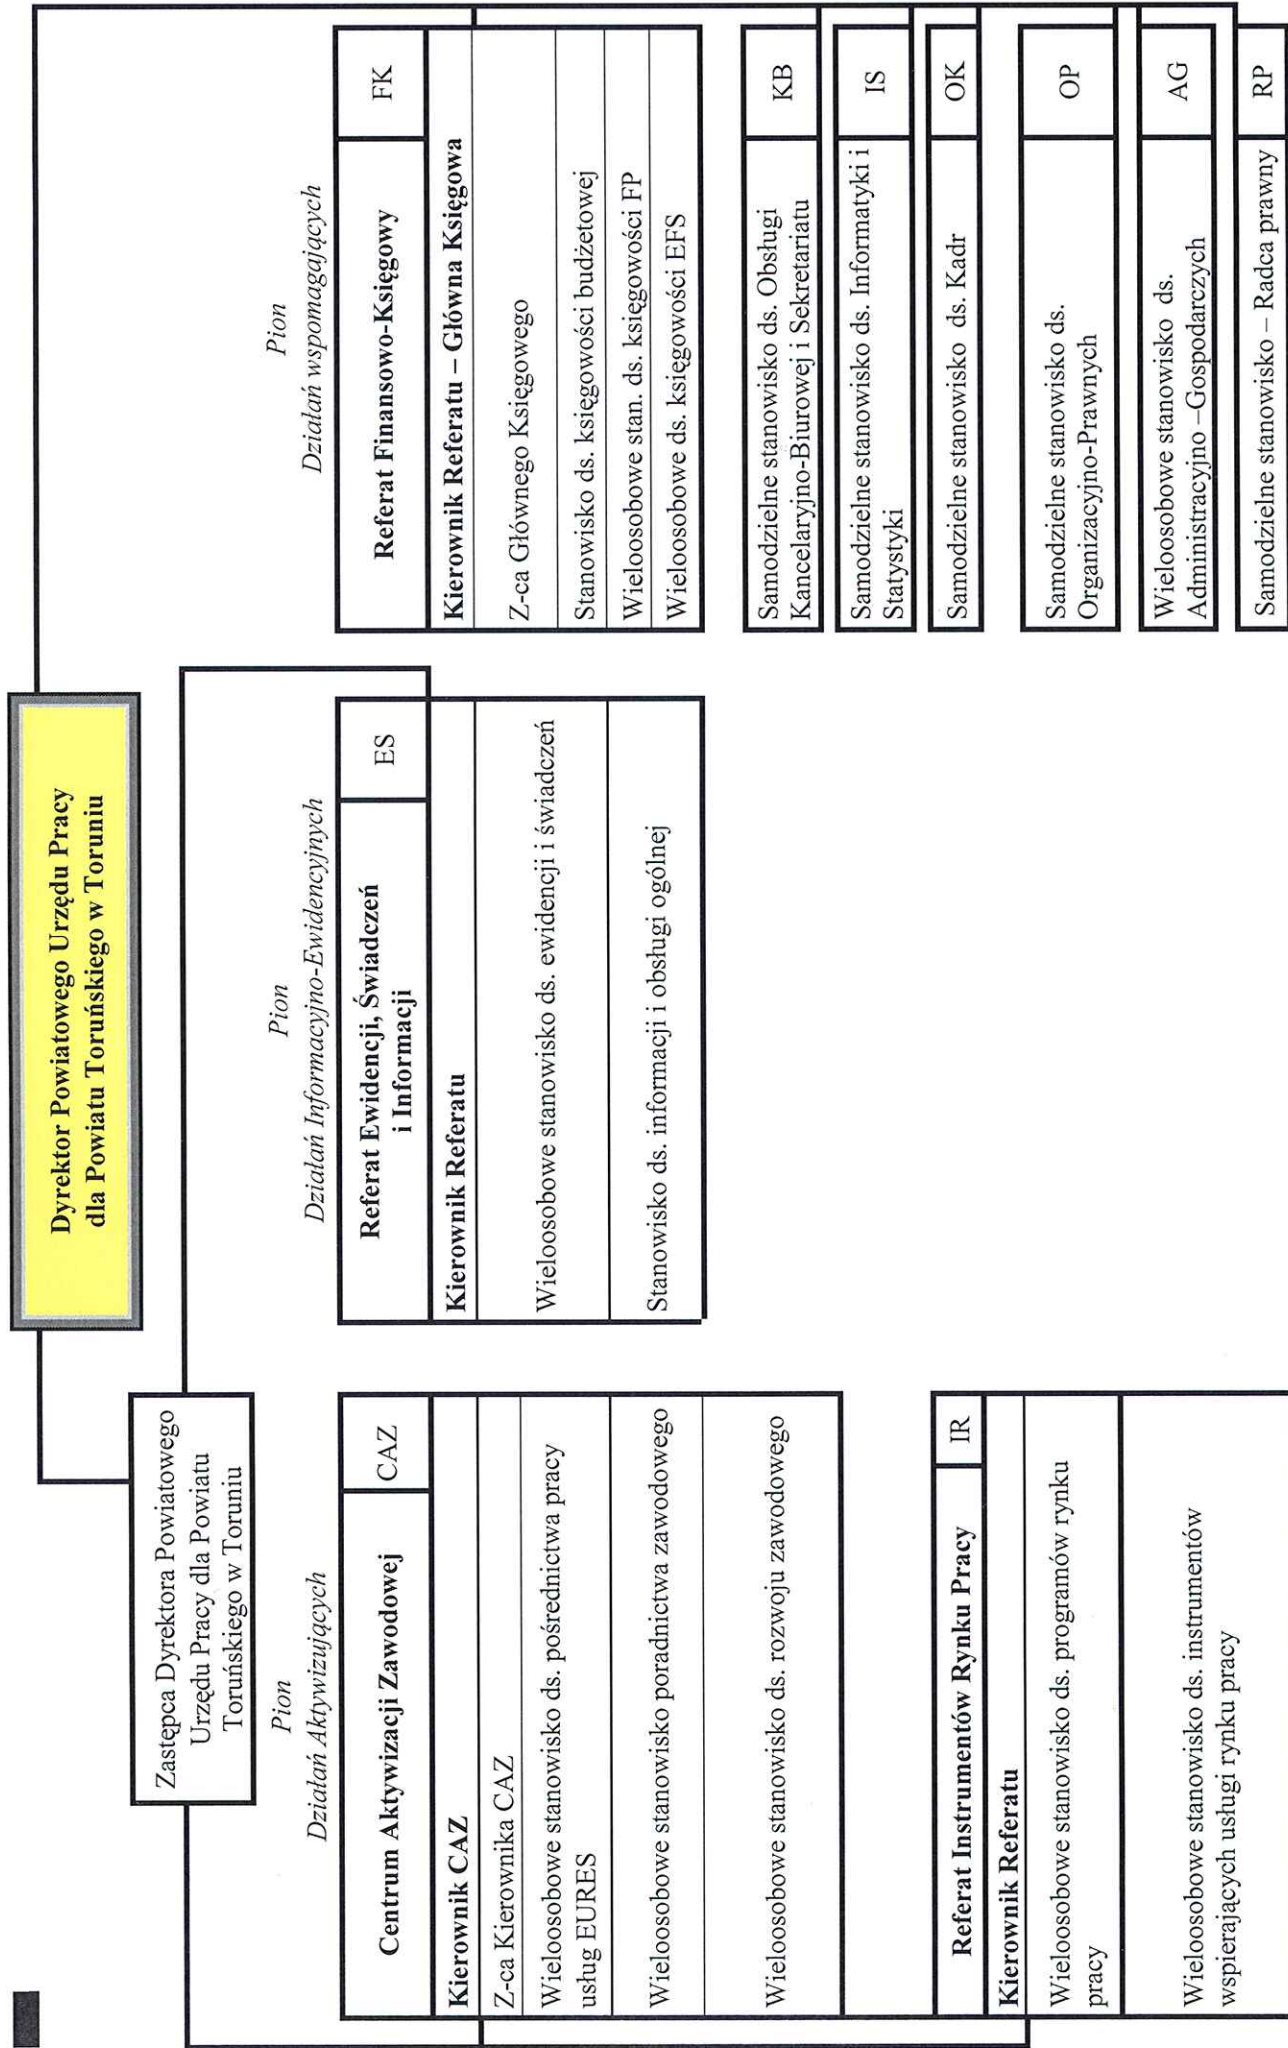 Dyrektor Powiatowego Urzędu Pracy
dla Powiatu Toruńskiego w Toruniu
Zastępca Dyrektora Powiatowego
Urzędu Pracy dla Powiatu
Toruńskiego w Toruniu
Pion
Działań Aktywizujących
Centrum Aktywizacji Zawodowej
CAZ
Kierownik CAZ
Z-ca Kierownika CAZ
Wieloosobowe stanowisko ds. pośrednictwa pracy
usług EURES
Wieloosobowe stanowisko poradnictwa zawodowego
Wieloosobowe stanowisko ds. rozwoju zawodowego
Referat Instrumentów Rynku Pracy
IR
Kierownik Referatu
Wieloosobowe stanowisko ds. programów rynku
pracy
Wieloosobowe stanowisko ds. instrumentów
wspierających usługi rynku pracy
Pion
Działań Informacyjno-Ewidencyjnych
Referat Ewidencji, Świadczeń
i Informacji
ES
Kierownik Referatu
Wieloosobowe stanowisko ds. ewidencji i świadczeń
Stanowisko ds. informacji i obsługi ogólnej
Pion
Działań wspomagających
Referat Finansowo-Księgowy
FK
Kierownik Referatu – Główna Księgowa
Z-ca Głównego Księgowego
Stanowisko ds. księgowości budżetowej
Wieloosobowe stan. ds. księgowości FP
Wieloosobowe ds. księgowości EFS
Samodzielne stanowisko ds. Obsługi
Kancelaryjno-Biurowej i Sekretariatu
KB
Samodzielne stanowisko ds. Informatyki i
Statystyki
IS
Samodzielne stanowisko ds. Kadr
OK
Samodzielne stanowisko ds.
Organizacyjno-Prawnych
OP
Wieloosobowe stanowisko ds.
Administracyjno –Gospodarczych
AG
Samodzielne stanowisko – Radca prawny
RP